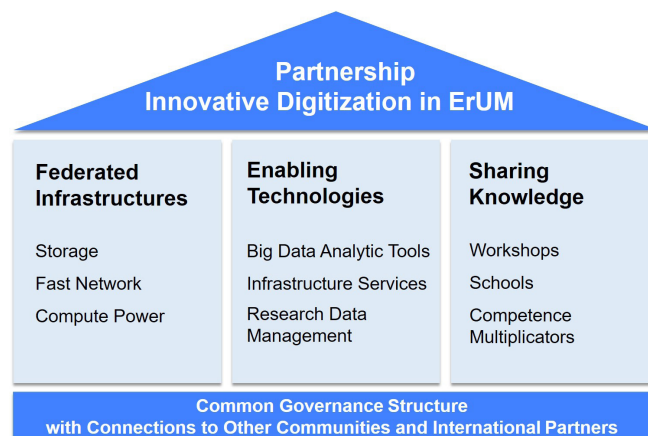 Partnership
Innovative Digitization in ErUM
Federated
Infrastructures
Storage
Fast Network
Compute Power
Enabling
Technologies
Big Data Analytic Tools
Infrastructure Services
Research Data
Management
Sharing
Knowledge
Workshops
Schools
Competence
Multiplicators
Common Governance Structure
with Connections to Other Communities and International Partners